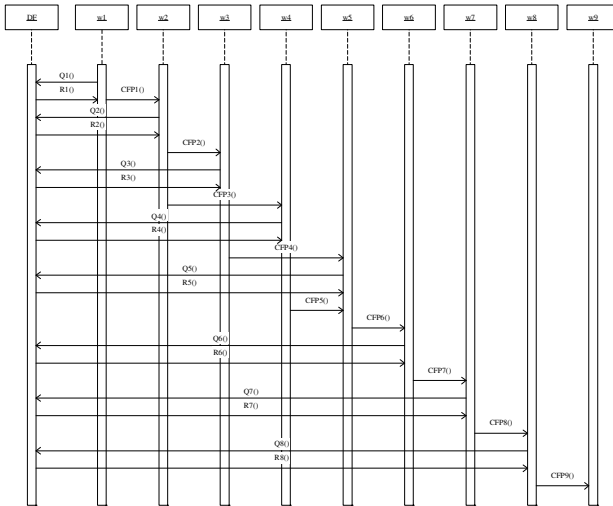 DF w1 w2 w3 w4 w5 w6 w7 w8 w9
Q1()
R1() CFP1()
Q2()
R2()
CFP2()
Q3()
R3()
CFP3()
Q4()
R4()
CFP4()
Q5()
R5()
CFP5()
CFP6()
Q6()
R6()
CFP7()
Q7()
R7()
CFP8()
Q8()
R8()
CFP9()